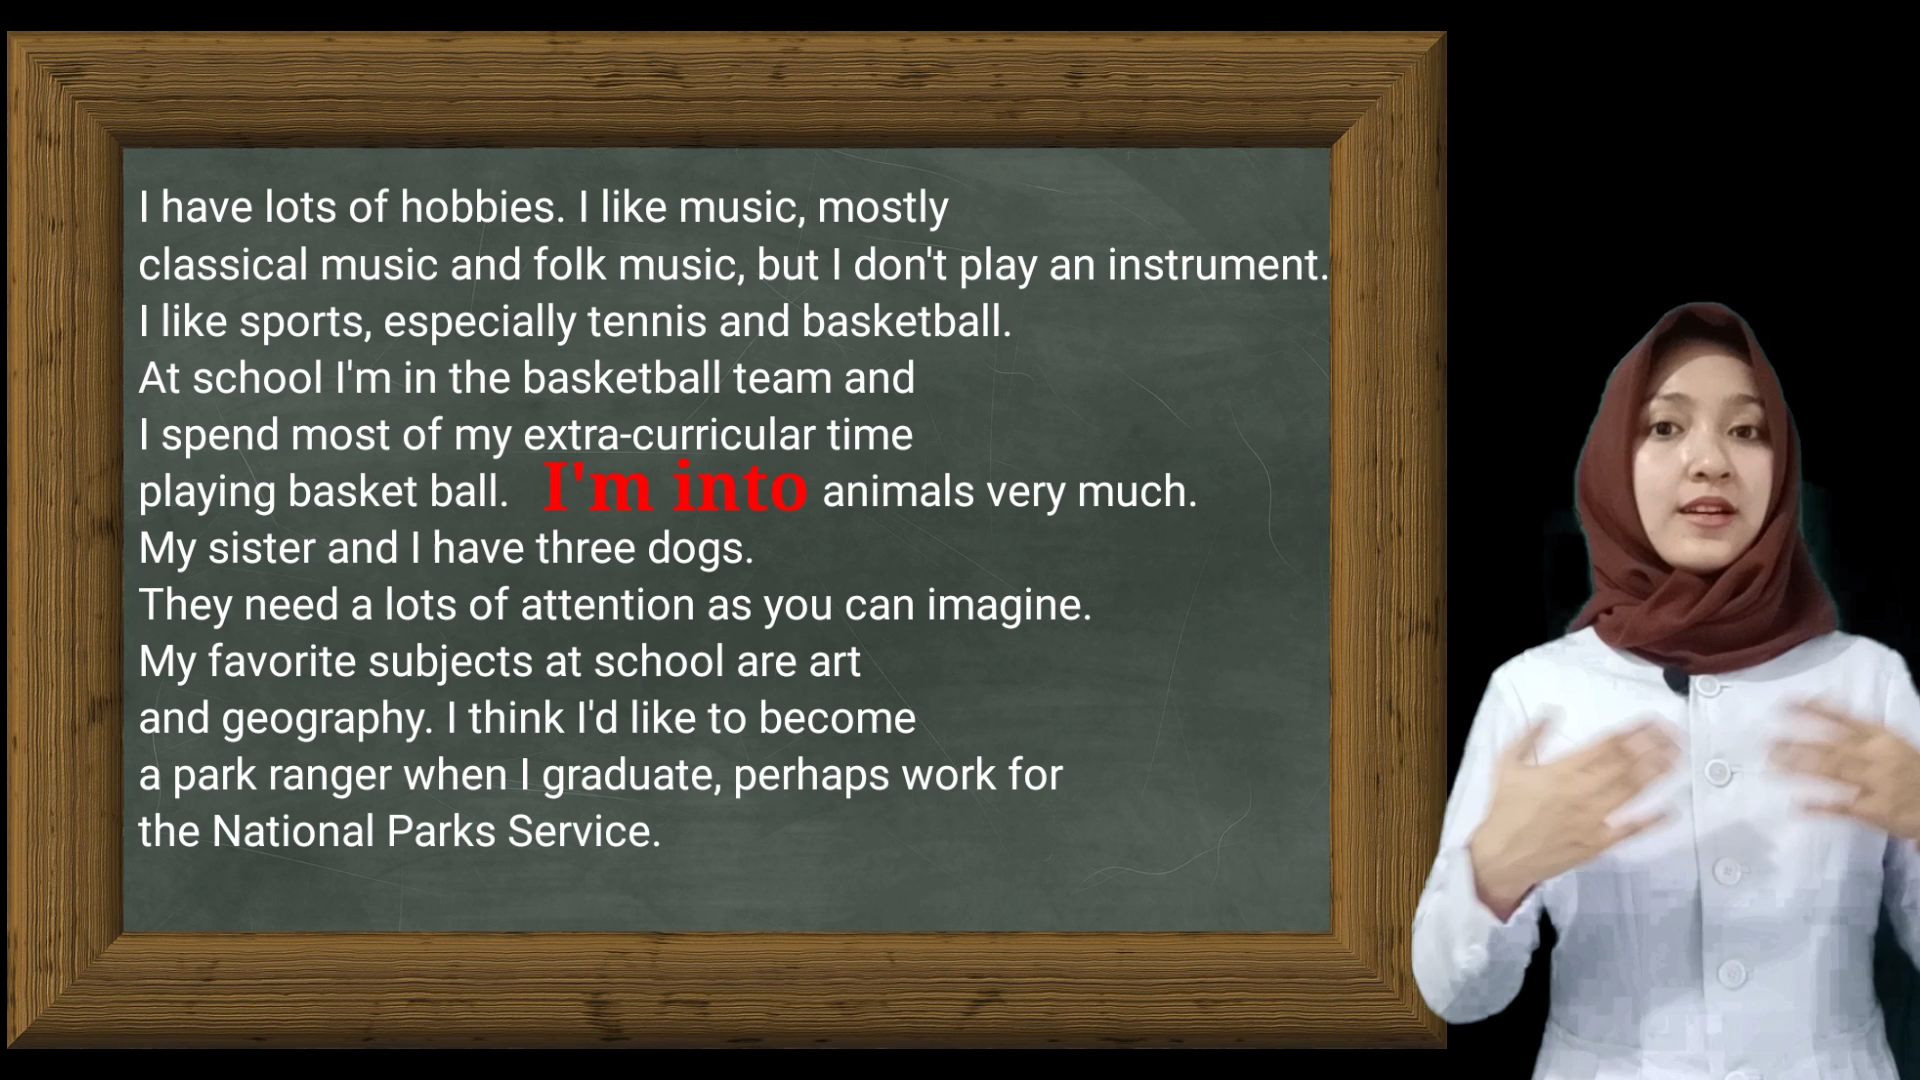 I have lots of hobbies. I like music, mostly
classical music and folk music, but I don't play an instrument.
I like sports, especially tennis and basketball.
At school I'm in the basketball team and
I spend most of my extra-curricular time
playing basket ball. I'm into animals very much.
My sister and I have three dogs.
They need a lots of attention as you can imagine.
My favorite subjects at school are art
and geography. I think I'd like to become
a park ranger when I graduate, perhaps work for
the National Parks Service.